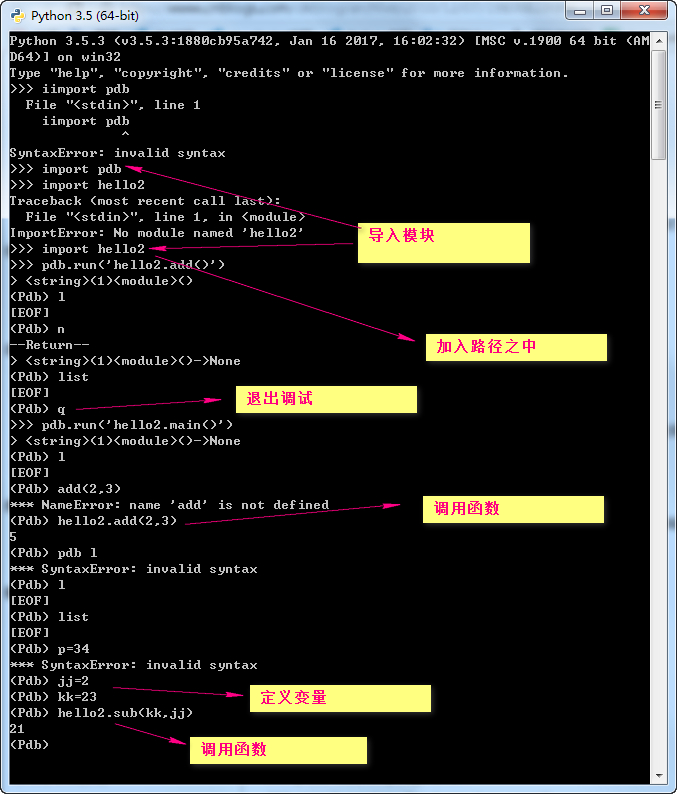 Python 3.5 (64-bit)
Python 3.5.3 (v3.5.3:1880cb95a742, Jan 16 2017, 16:02:32) [MSC v.1900 64 bit (AM
D64)] on win32
Type "help", "copyright", "credits" or "license" for more information.
>>> iimport pdb
  File "<stdin>", line 1
    iimport pdb
              ^
SyntaxError: invalid syntax
>>> import pdb
>>> import hello2
Traceback (most recent call last):
  File "<stdin>", line 1, in <module>
ImportError: No module named 'hello2'
导入模块
>>> import hello2
>>> pdb.run('hello2.add()')
> <string>(1)<module>()
(Pdb) l
[EOF]
(Pdb) n
--Return--
加入路径之中
> <string>(1)<module>()->None
(Pdb) list
[EOF]
退出调试
(Pdb) q
>>> pdb.run('hello2.main()')
> <string>(1)<module>()->None
(Pdb) l
[EOF]
(Pdb) add(2,3)
*** NameError: name 'add' is not defined
调用函数
(Pdb) hello2.add(2,3)
5
(Pdb) pdb l
*** SyntaxError: invalid syntax
(Pdb) l
[EOF]
(Pdb) list
[EOF]
(Pdb) p=34
*** SyntaxError: invalid syntax
(Pdb) jj=2
(Pdb) kk=23
定义变量
(Pdb) hello2.sub(kk,jj)
21
(Pdb)
调用函数